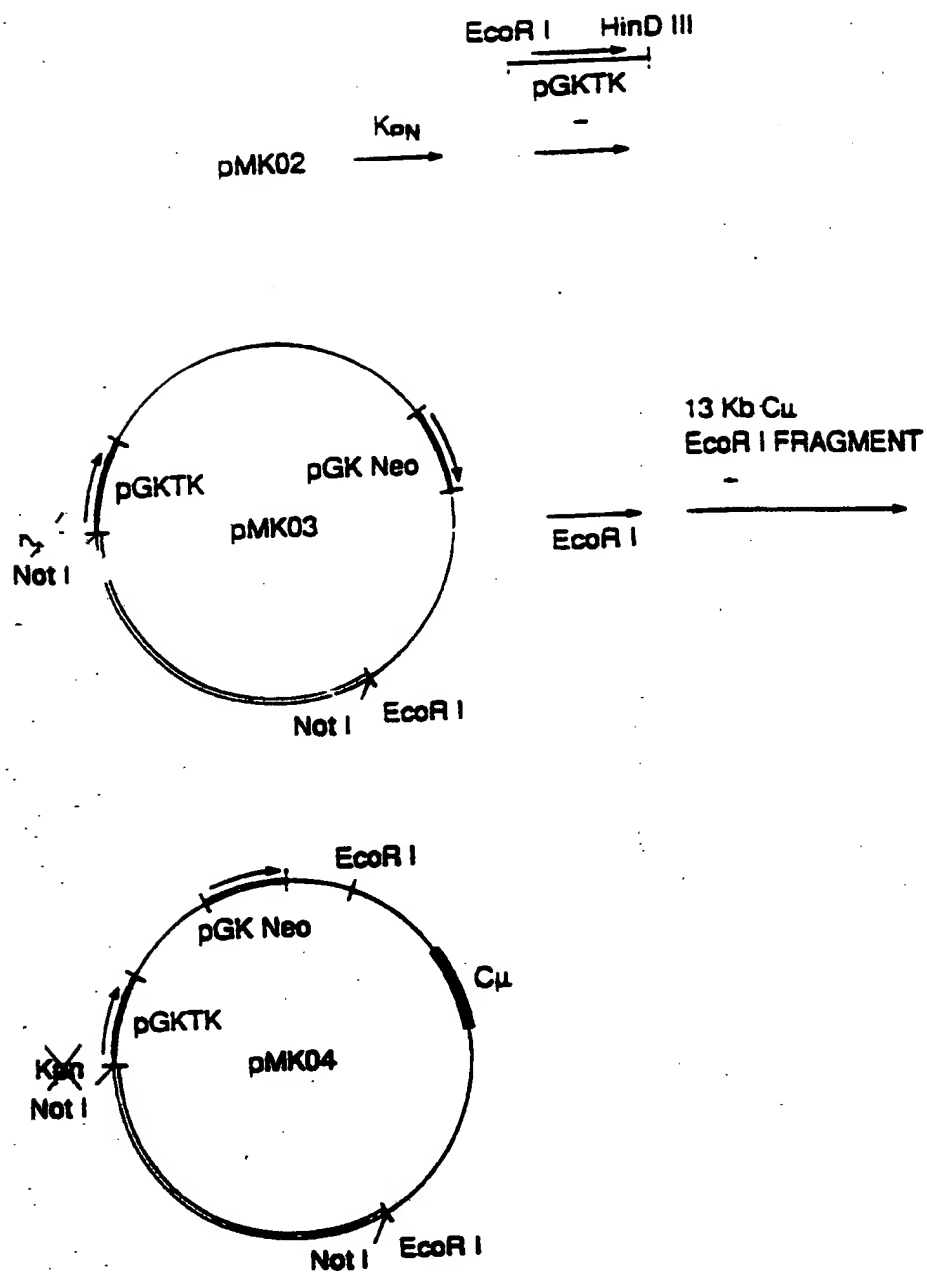 EcoR I HinD III
pGKTK
KpN
pMK02
pGKTK
pGK Neo
pMK03
Not I
Not I EcoR I
EcoR I
13 Kb Cμ
EcoR I FRAGMENT
EcoR I
pGK Neo
Cμ
pGKTK
Kpn
Not I
pMK04
Not I EcoR I